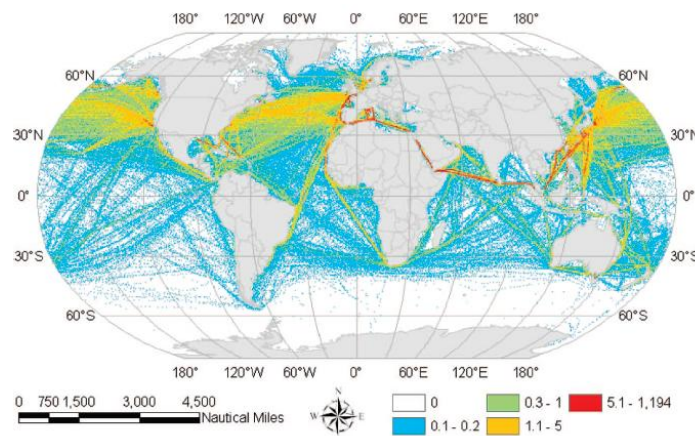 180° 120°W 60°W 0° 60°E 120°E 180°
60°N 60°N
30°N 30°N
0° 0°
30°S 30°S
60°S 60°S
180° 120°W 60°W 0° 60°E 120°E 180°
N
W E
S
0 750 1,500 3,000 4,500
Nautical Miles
0 0.3 - 1 5.1 - 1,194
0.1 - 0.2 1.1 - 5